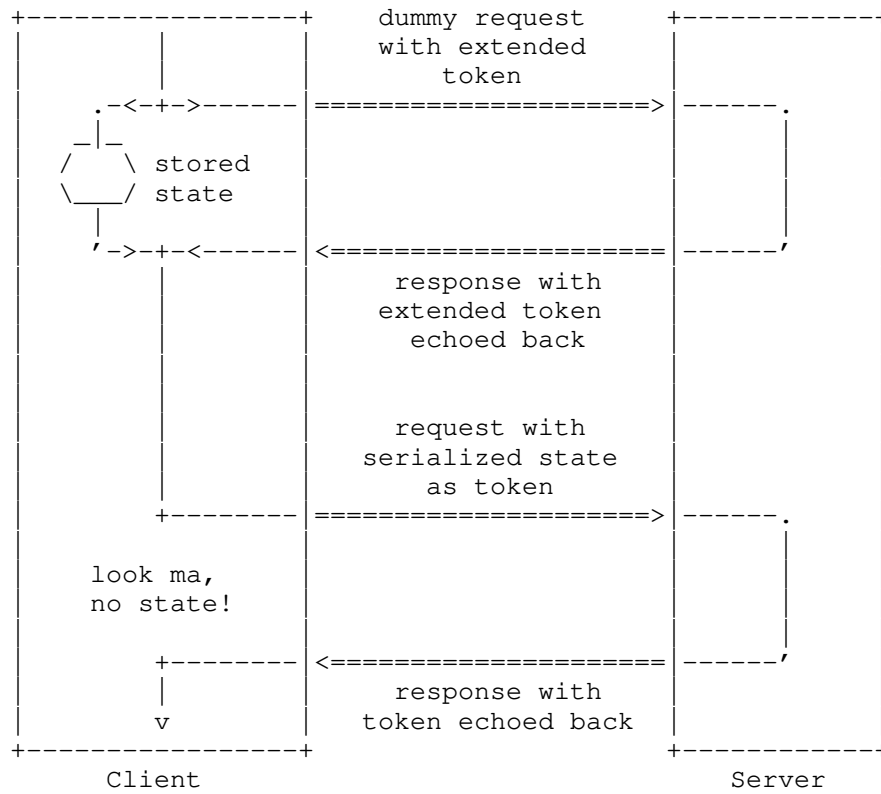 dummy request
with extended
token
stored
state
response with
extended token
echoed back
request with
serialized state
as token
look ma,
no state!
response with
token echoed back
v
Client
Server